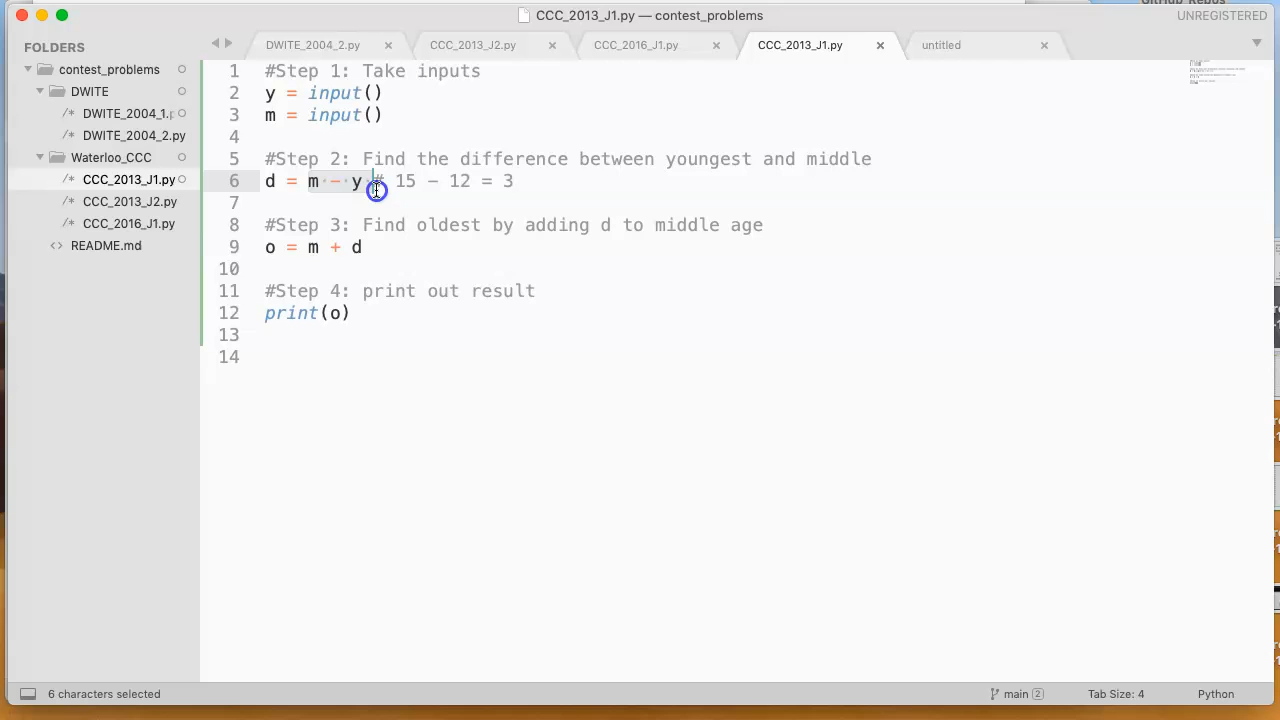 GitHub_Repos
CCC_2013_J1.py — contest_problems
UNREGISTERED
FOLDERS
contest_problems
DWITE
DWITE_2004_1.p
DWITE_2004_2.py
Waterloo_CCC
CCC_2013_J1.py
CCC_2013_J2.py
CCC_2016_J1.py
<> README.md
DWITE_2004_2.py
CCC_2013_J2.py
CCC_2016_J1.py
CCC_2013_J1.py
untitled
1 #Step 1: Take inputs
2 y = input()
3 m = input()
4
5 #Step 2: Find the difference between youngest and middle
6 d = m - y # 15 - 12 = 3
7
8 #Step 3: Find oldest by adding d to middle age
9 o = m + d
10
11 #Step 4: print out result
12 print(o)
13
14
6 characters selected
main 2
Tab Size: 4
Python